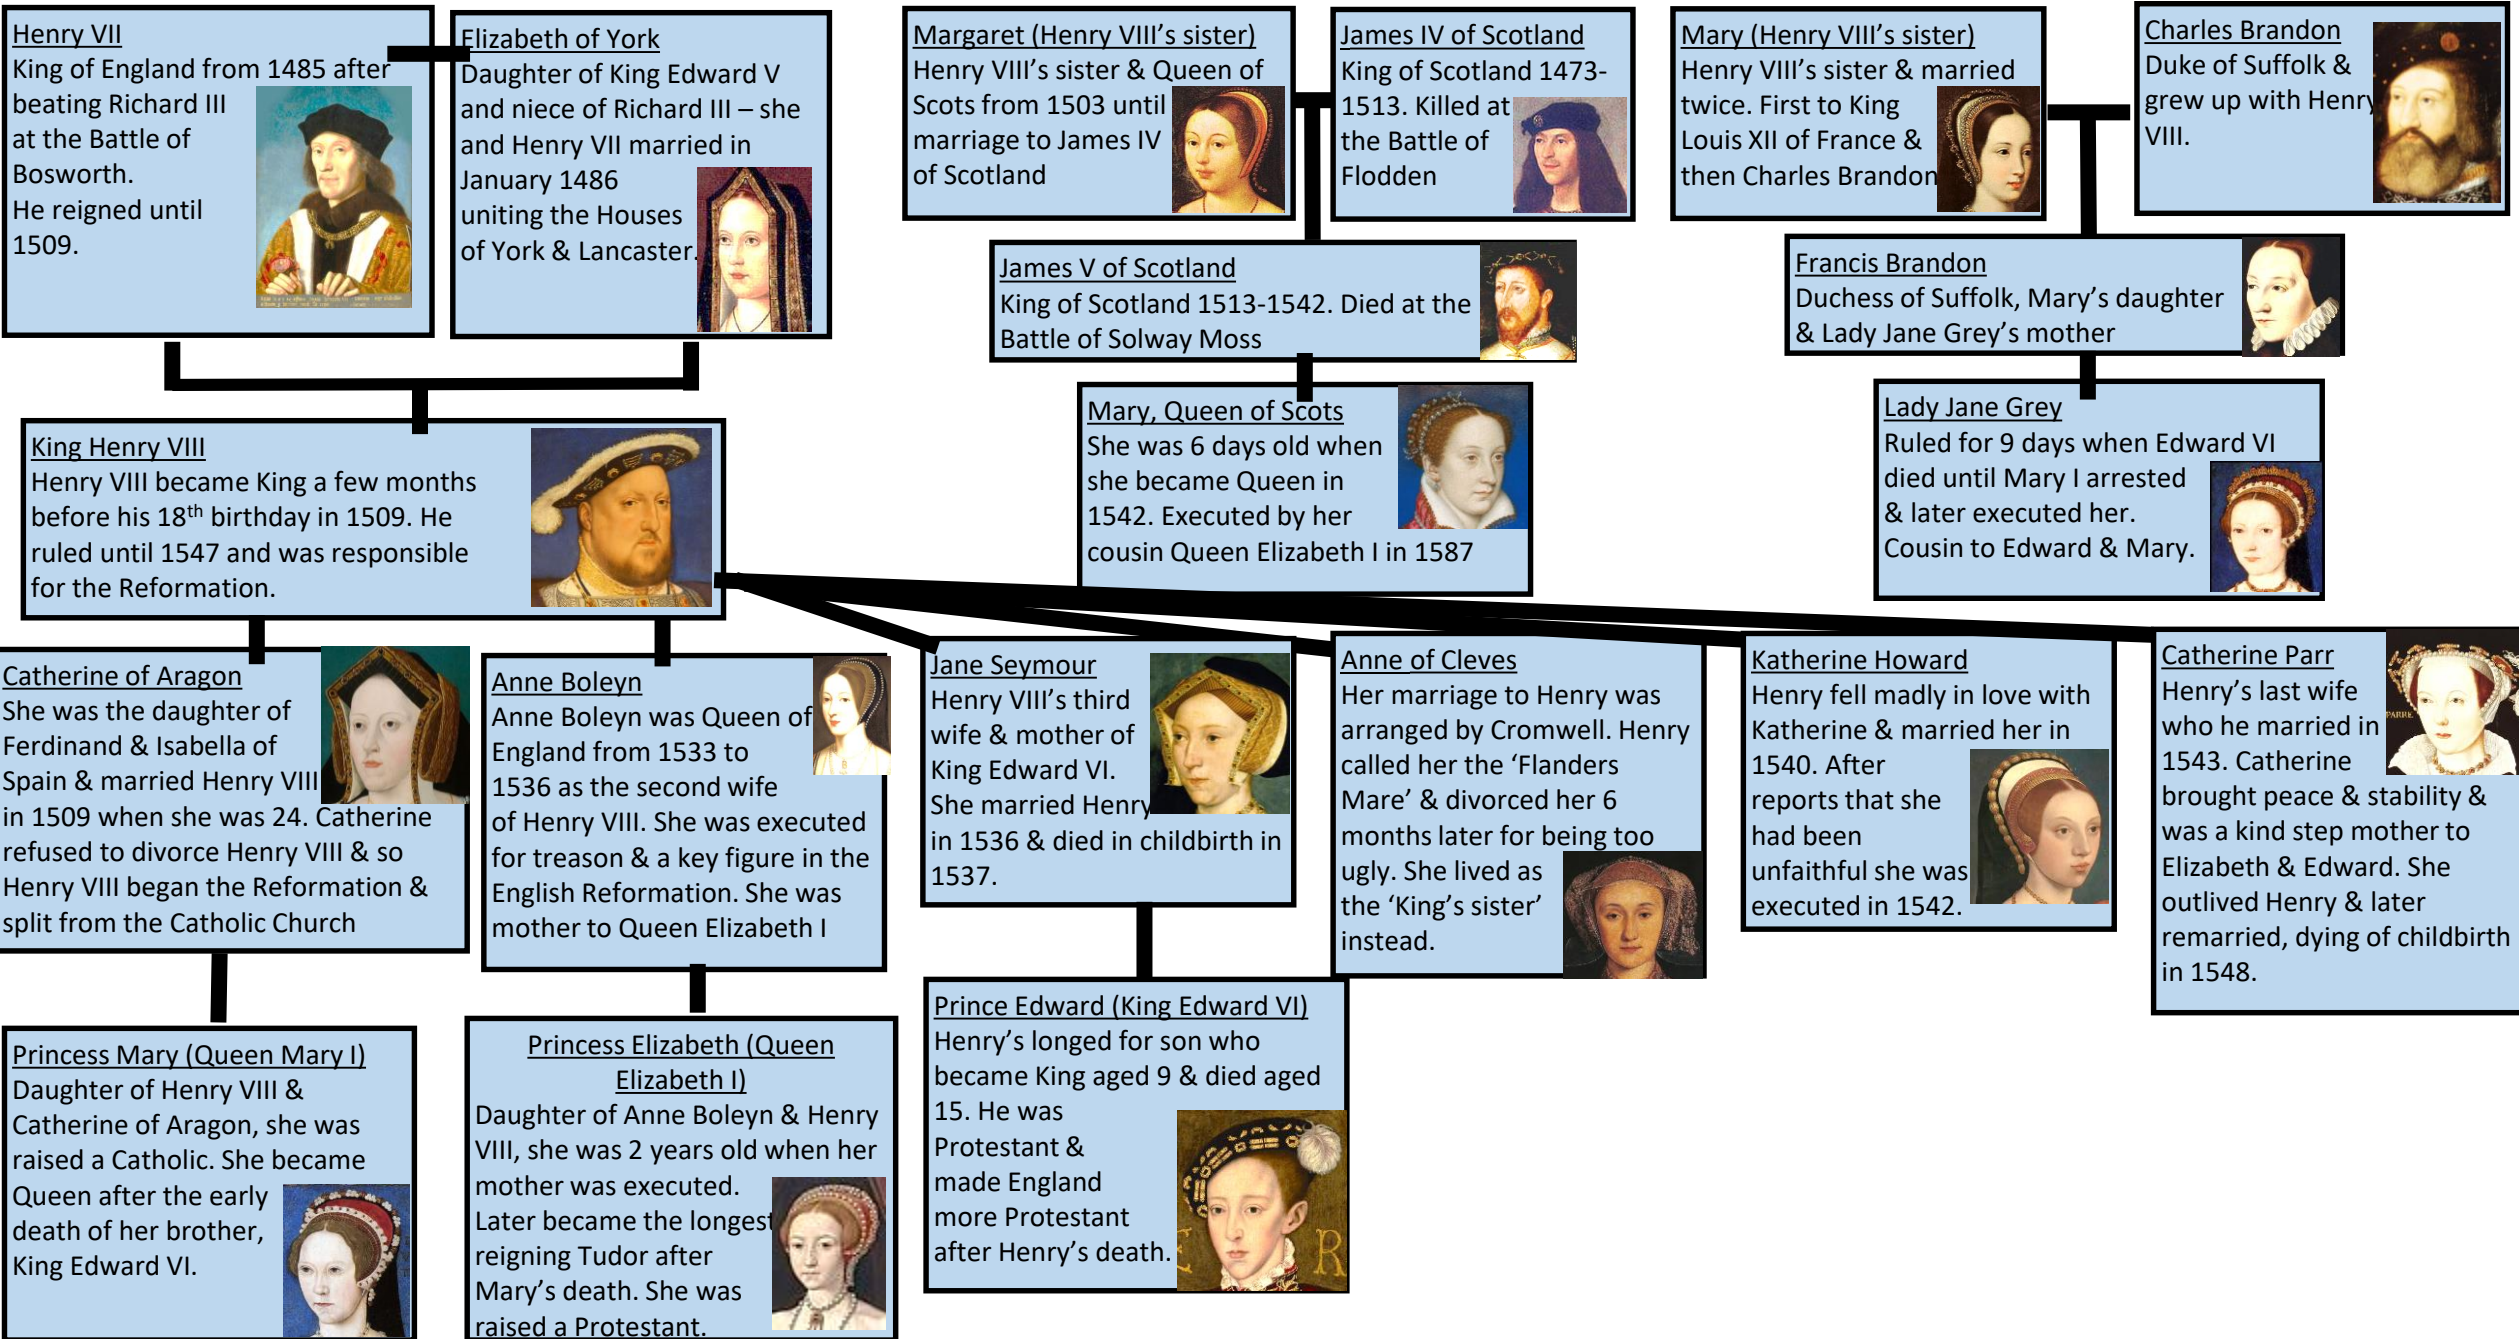 Henry VII
King of England from 1485 after
beating Richard III
at the Battle of
Bosworth.
He reigned until
1509.
Elizabeth of York
Daughter of King Edward V
and niece of Richard III – she
and Henry VII married in
January 1486
uniting the Houses
of York & Lancaster.
Margaret (Henry VIII’s sister)
Henry VIII’s sister & Queen of
Scots from 1503 until
marriage to James IV
of Scotland
James IV of Scotland
King of Scotland 1473-
1513. Killed at
the Battle of
Flodden
Mary (Henry VIII’s sister)
Henry VIII’s sister & married
twice. First to King
Louis XII of France &
then Charles Brandon
Charles Brandon
Duke of Suffolk &
grew up with Henry
VIII.
James V of Scotland
King of Scotland 1513-1542. Died at the
Battle of Solway Moss
Francis Brandon
Duchess of Suffolk, Mary’s daughter
& Lady Jane Grey’s mother
Mary, Queen of Scots
She was 6 days old when
she became Queen in
1542. Executed by her
cousin Queen Elizabeth I in 1587
Lady Jane Grey
Ruled for 9 days when Edward VI
died until Mary I arrested
& later executed her.
Cousin to Edward & Mary.
King Henry VIII
Henry VIII became King a few months
before his 18th birthday in 1509. He
ruled until 1547 and was responsible
for the Reformation.
Catherine of Aragon
She was the daughter of
Ferdinand & Isabella of
Spain & married Henry VIII
in 1509 when she was 24. Catherine
refused to divorce Henry VIII & so
Henry VIII began the Reformation &
split from the Catholic Church
Anne Boleyn
Anne Boleyn was Queen of
England from 1533 to
1536 as the second wife
of Henry VIII. She was executed
for treason & a key figure in the
English Reformation. She was
mother to Queen Elizabeth I
Jane Seymour
Henry VIII’s third
wife & mother of
King Edward VI.
She married Henry
in 1536 & died in childbirth in
1537.
Anne of Cleves
Her marriage to Henry was
arranged by Cromwell. Henry
called her the ‘Flanders
Mare’ & divorced her 6
months later for being too
ugly. She lived as
the ‘King’s sister’
instead.
Katherine Howard
Henry fell madly in love with
Katherine & married her in
1540. After
reports that she
had been
unfaithful she was
executed in 1542.
Catherine Parr
Henry’s last wife
who he married in
1543. Catherine
brought peace & stability &
was a kind step mother to
Elizabeth & Edward. She
outlived Henry & later
remarried, dying of childbirth
in 1548.
PARRE
Princess Mary (Queen Mary I)
Daughter of Henry VIII &
Catherine of Aragon, she was
raised a Catholic. She became
Queen after the early
death of her brother,
King Edward VI.
Princess Elizabeth (Queen
Elizabeth I)
Daughter of Anne Boleyn & Henry
VIII, she was 2 years old when her
mother was executed.
Later became the longest
reigning Tudor after
Mary’s death. She was
raised a Protestant.
Prince Edward (King Edward VI)
Henry’s longed for son who
became King aged 9 & died aged
15. He was
Protestant &
made England
more Protestant
after Henry’s death.
R